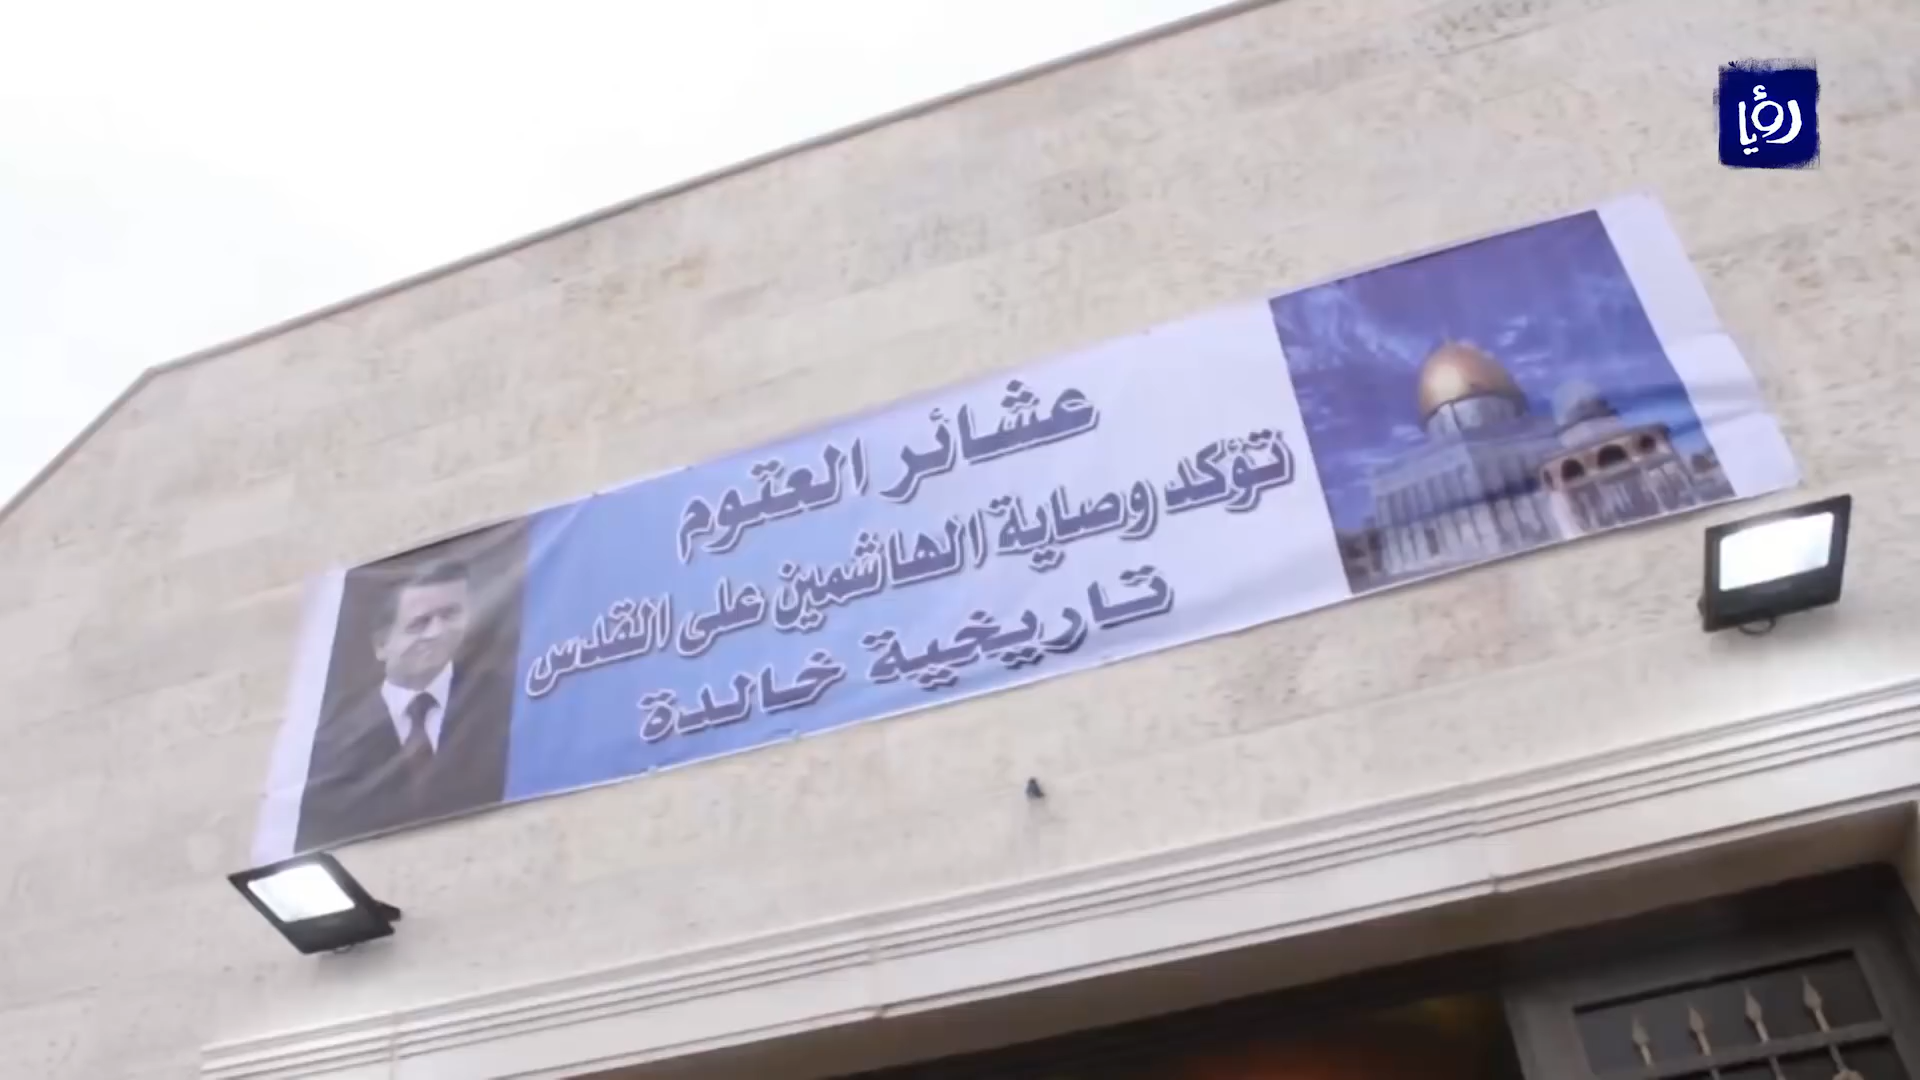 رؤيا
عشائر العتوم
تؤكد وصاية الهاشمين على القدس
تاريخية خالدة